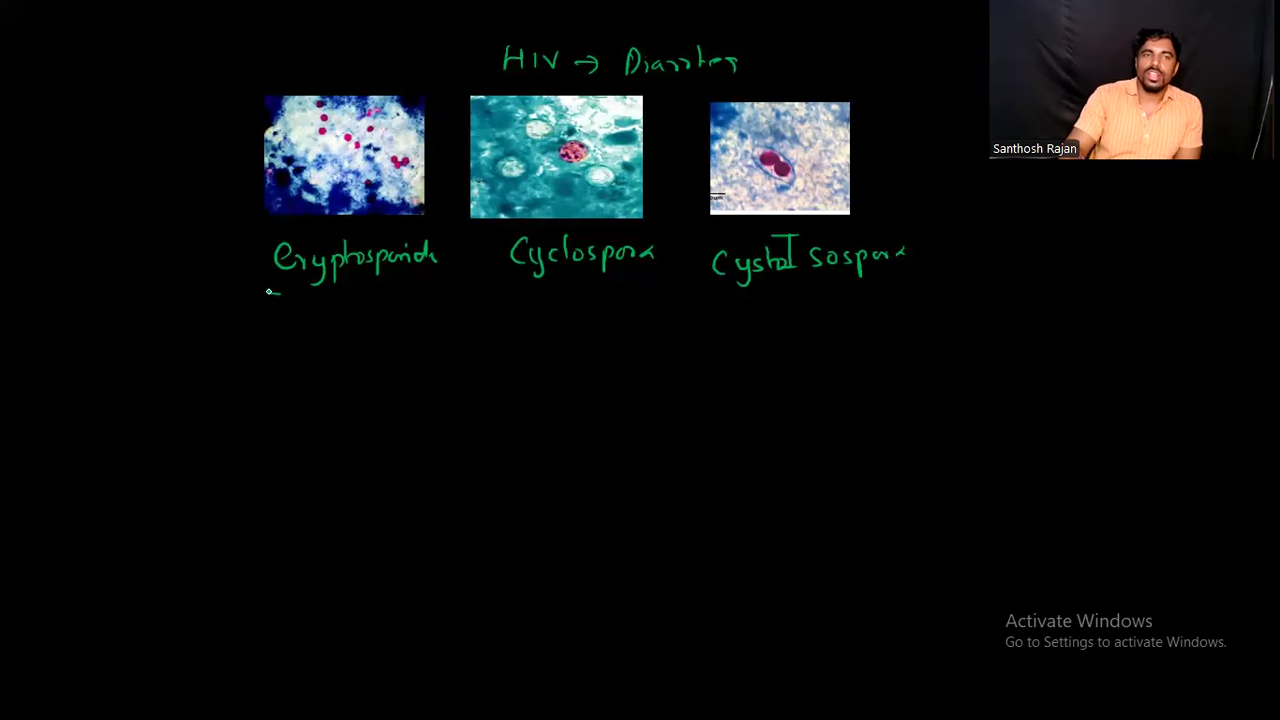 HIV → Diarrhea
Santhosh Rajan
Cryptosporidi
Cyclospora
CystoIsospora
Activate Windows
Go to Settings to activate Windows.